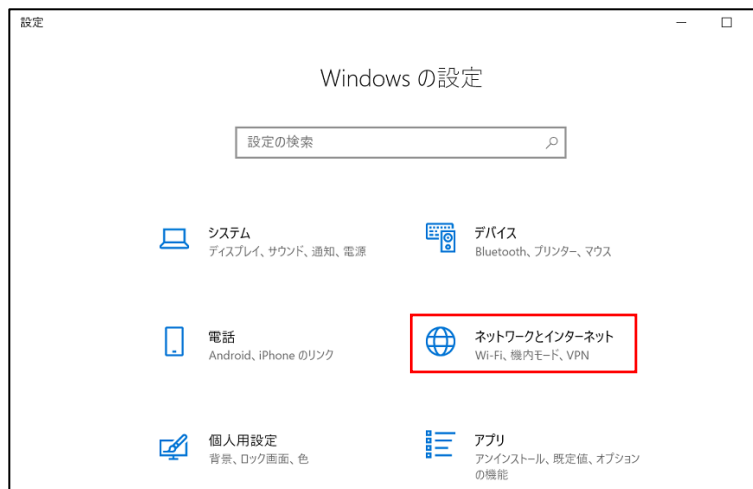 設定
Windows の設定
設定の検索
システム
ディスプレイ、サウンド、通知、電源
デバイス
Bluetooth、プリンター、マウス
電話
Android、iPhone のリンク
ネットワークとインターネット
Wi-Fi、機内モード、VPN
個人用設定
背景、ロック画面、色
アプリ
アンインストール、既定値、オプション
の機能